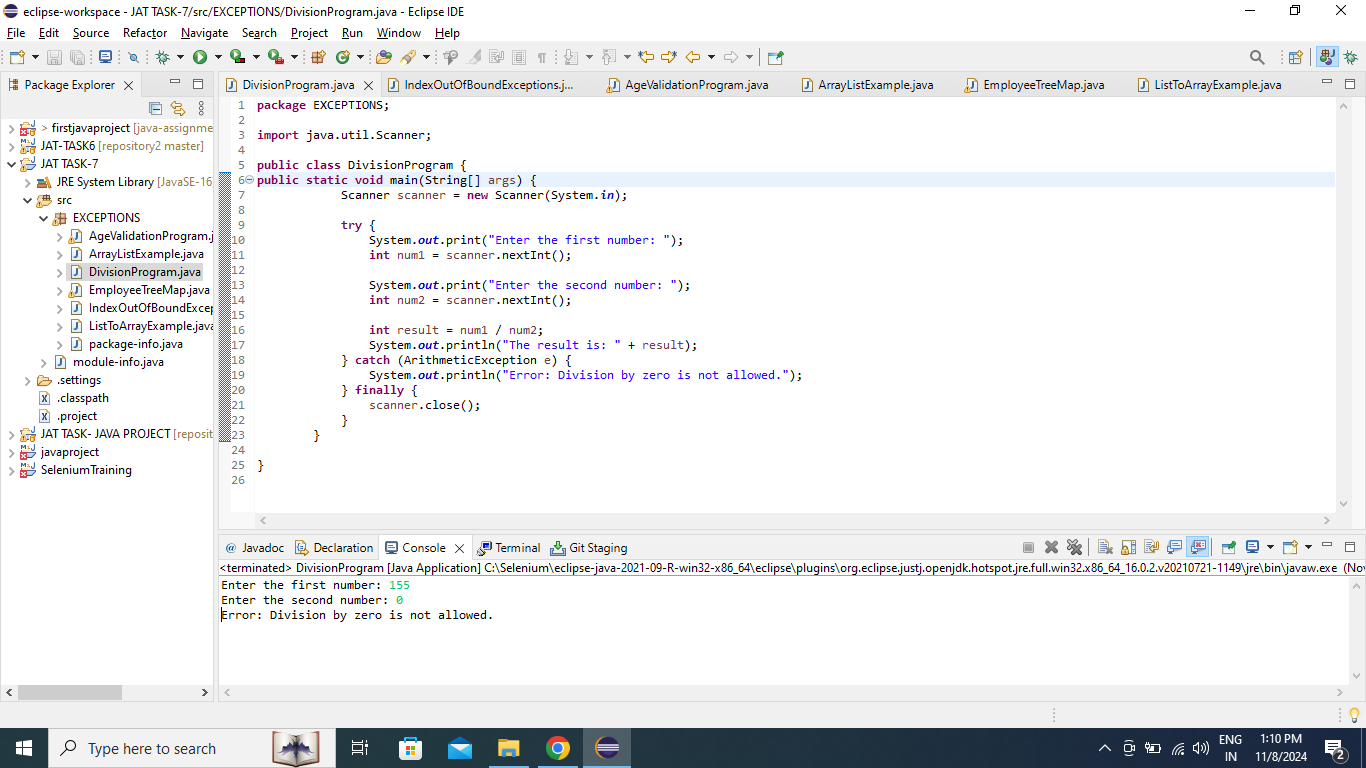 eclipse-workspace - JAT TASK-7/src/EXCEPTIONS/DivisionProgram.java - Eclipse IDE
File Edit Source Refactor Navigate Search Project Run Window Help
Package Explorer
> firstjavaproject [java-assignme
JAT-TASK6 [repository2 master]
JAT TASK-7
JRE System Library [JavaSE-16
src
EXCEPTIONS
AgeValidationProgram.j
ArrayListExample.java
DivisionProgram.java
EmployeeTreeMap.java
IndexOutOfBoundExcep
ListToArrayExample.java
package-info.java
module-info.java
.settings
.classpath
.project
JAT TASK- JAVA PROJECT [reposit
javaproject
SeleniumTraining
DivisionProgram.java IndexOutOfBoundExceptions.j... AgeValidationProgram.java ArrayListExample.java EmployeeTreeMap.java ListToArrayExample.java
1 package EXCEPTIONS;
2
3 import java.util.Scanner;
4
5 public class DivisionProgram {
6 public static void main(String[] args) {
7 Scanner scanner = new Scanner(System.in);
8
9 try {
10 System.out.print("Enter the first number: ");
11 int num1 = scanner.nextInt();
12
13 System.out.print("Enter the second number: ");
14 int num2 = scanner.nextInt();
15
16 int result = num1 / num2;
17 System.out.println("The result is: " + result);
18 } catch (ArithmeticException e) {
19 System.out.println("Error: Division by zero is not allowed.");
20 } finally {
21 scanner.close();
22 }
23 }
24
25 }
26
@ Javadoc Declaration Console Terminal Git Staging
<terminated> DivisionProgram [Java Application] C:\Selenium\eclipse-java-2021-09-R-win32-x86_64\eclipse\plugins\org.eclipse.justj.openjdk.hotspot.jre.full.win32.x86_64_16.0.2.v20210721-1149\jre\bin\javaw.exe (Nov
Enter the first number: 155
Enter the second number: 0
Error: Division by zero is not allowed.
Type here to search
ENG
IN
1:10 PM
11/8/2024
2